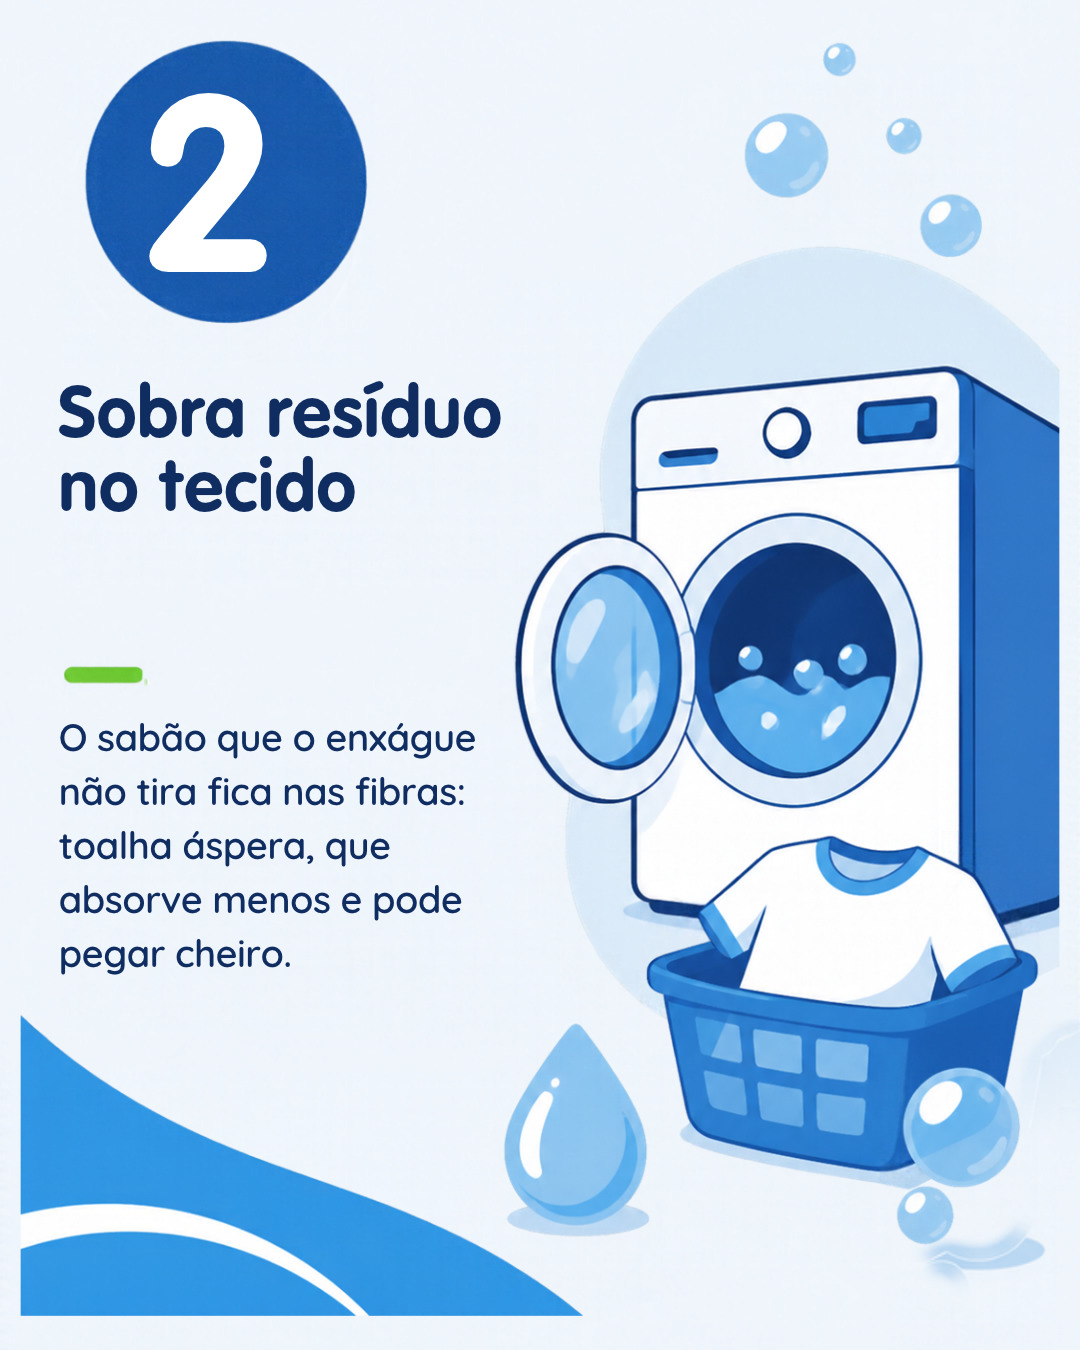 2
Sobra resíduo
no tecido
O sabão que o enxágue
não tira fica nas fibras:
toalha áspera, que
absorve menos e pode
pegar cheiro.